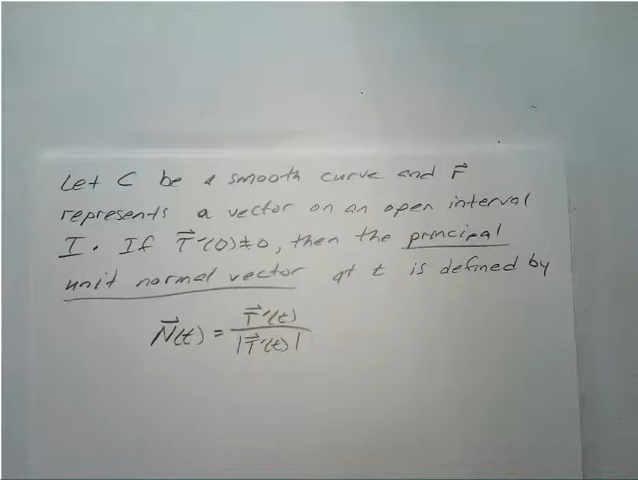 Let C be a smooth curve and r⃗
represents a vector on an open interval
I. If T⃗'(0)≠0, then the principal
unit normal vector at t is defined by
N⃗(t) = T⃗'(t) / |T⃗'(t)|